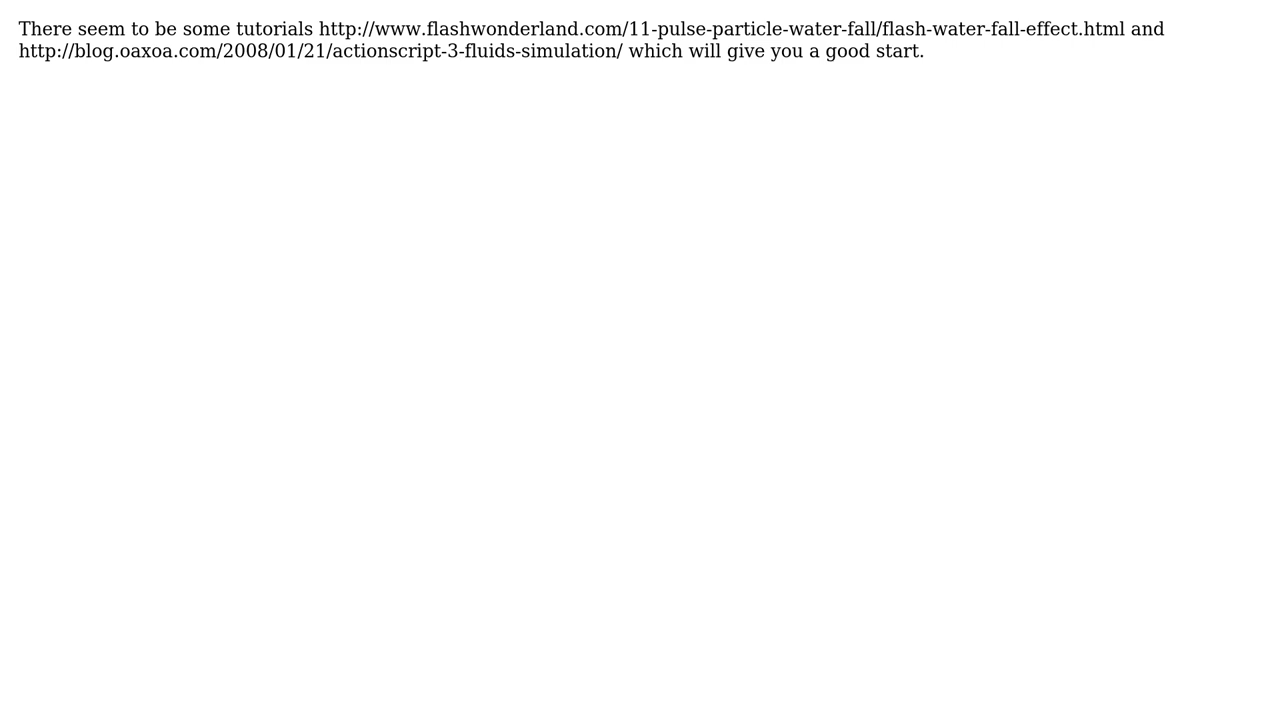 There seem to be some tutorials http://www.flashwonderland.com/11-pulse-particle-water-fall/flash-water-fall-effect.html and
http://blog.oaxoa.com/2008/01/21/actionscript-3-fluids-simulation/ which will give you a good start.